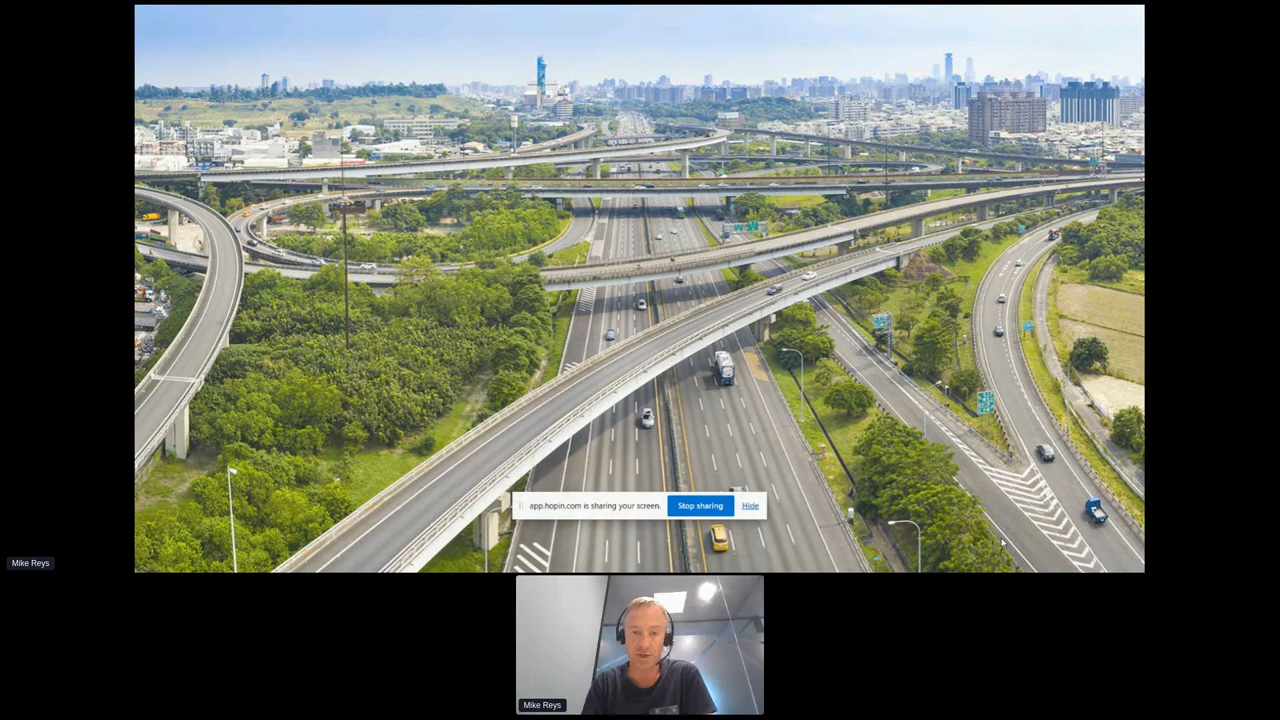 app.hopin.com is sharing your screen.
Stop sharing
Hide
Mike Reys
Mike Reys